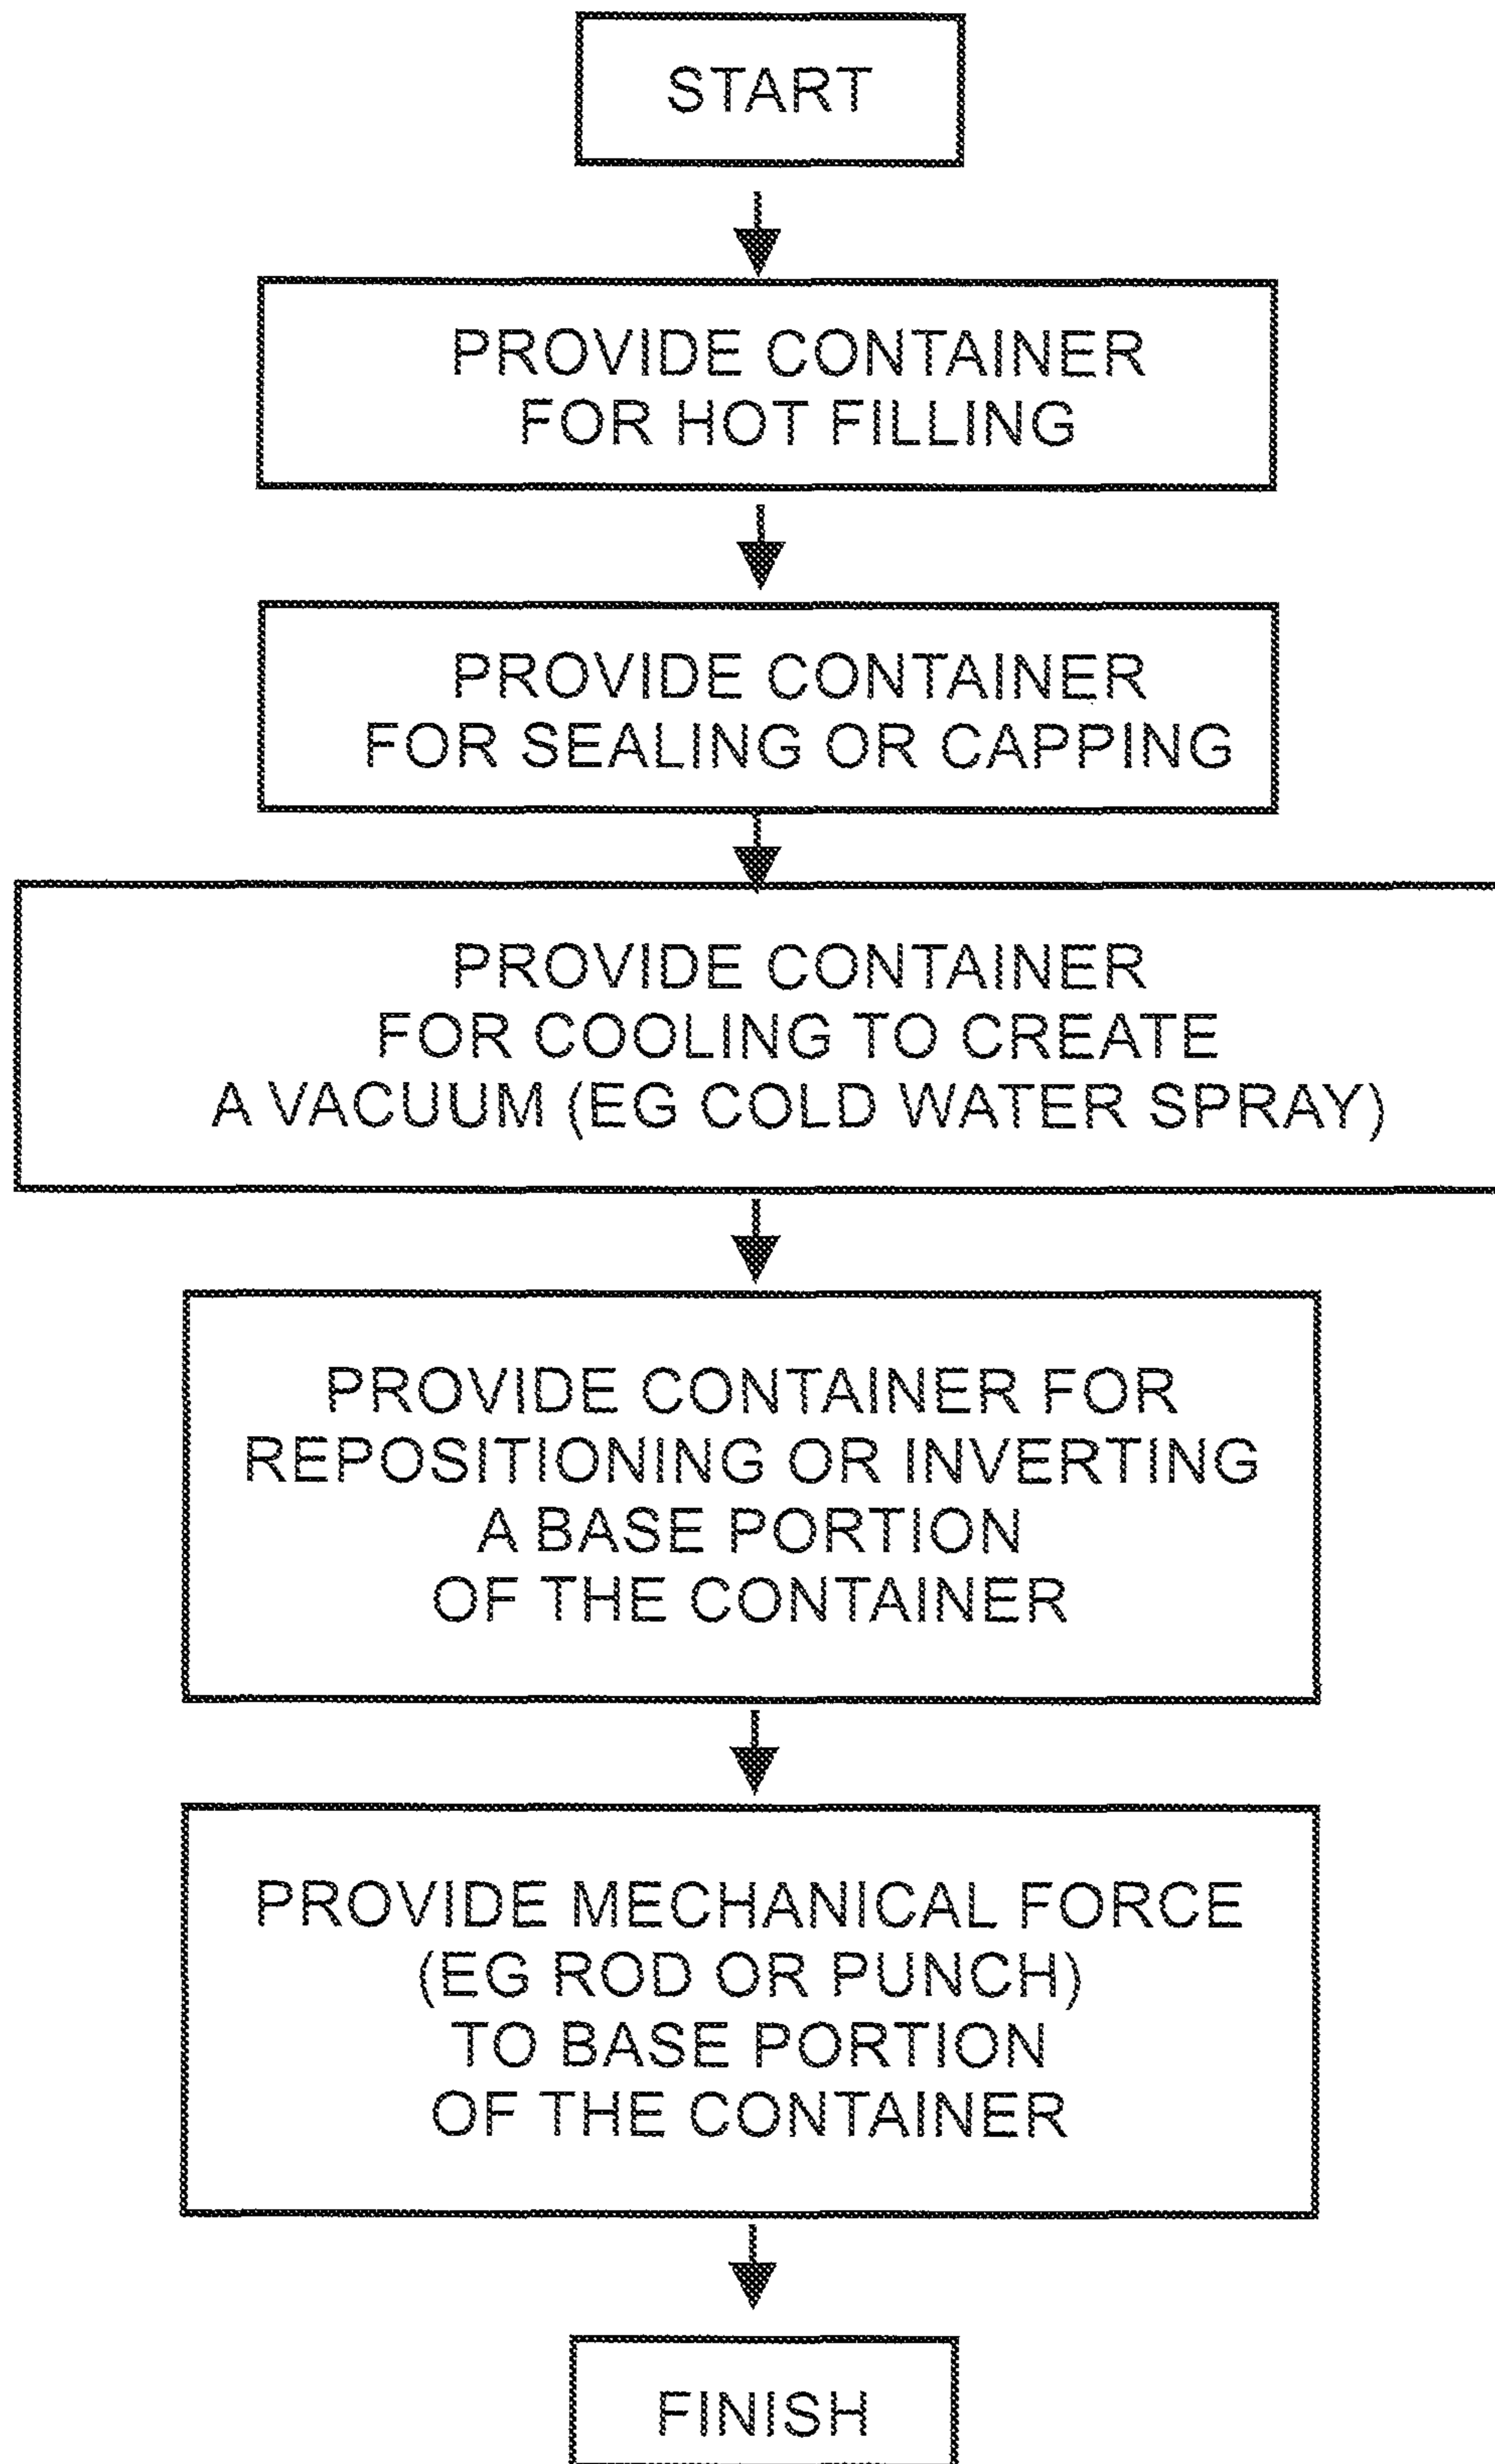 START
PROVIDE CONTAINER
FOR HOT FILLING
PROVIDE CONTAINER
FOR SEALING OR CAPPING
PROVIDE CONTAINER
FOR COOLING TO CREATE
A VACUUM (EG COLD WATER SPRAY)
PROVIDE CONTAINER FOR
REPOSITIONING OR INVERTING
A BASE PORTION
OF THE CONTAINER
PROVIDE MECHANICAL FORCE
(EG ROD OR PUNCH)
TO BASE PORTION
OF THE CONTAINER
FINISH